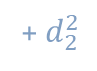 + d₂²